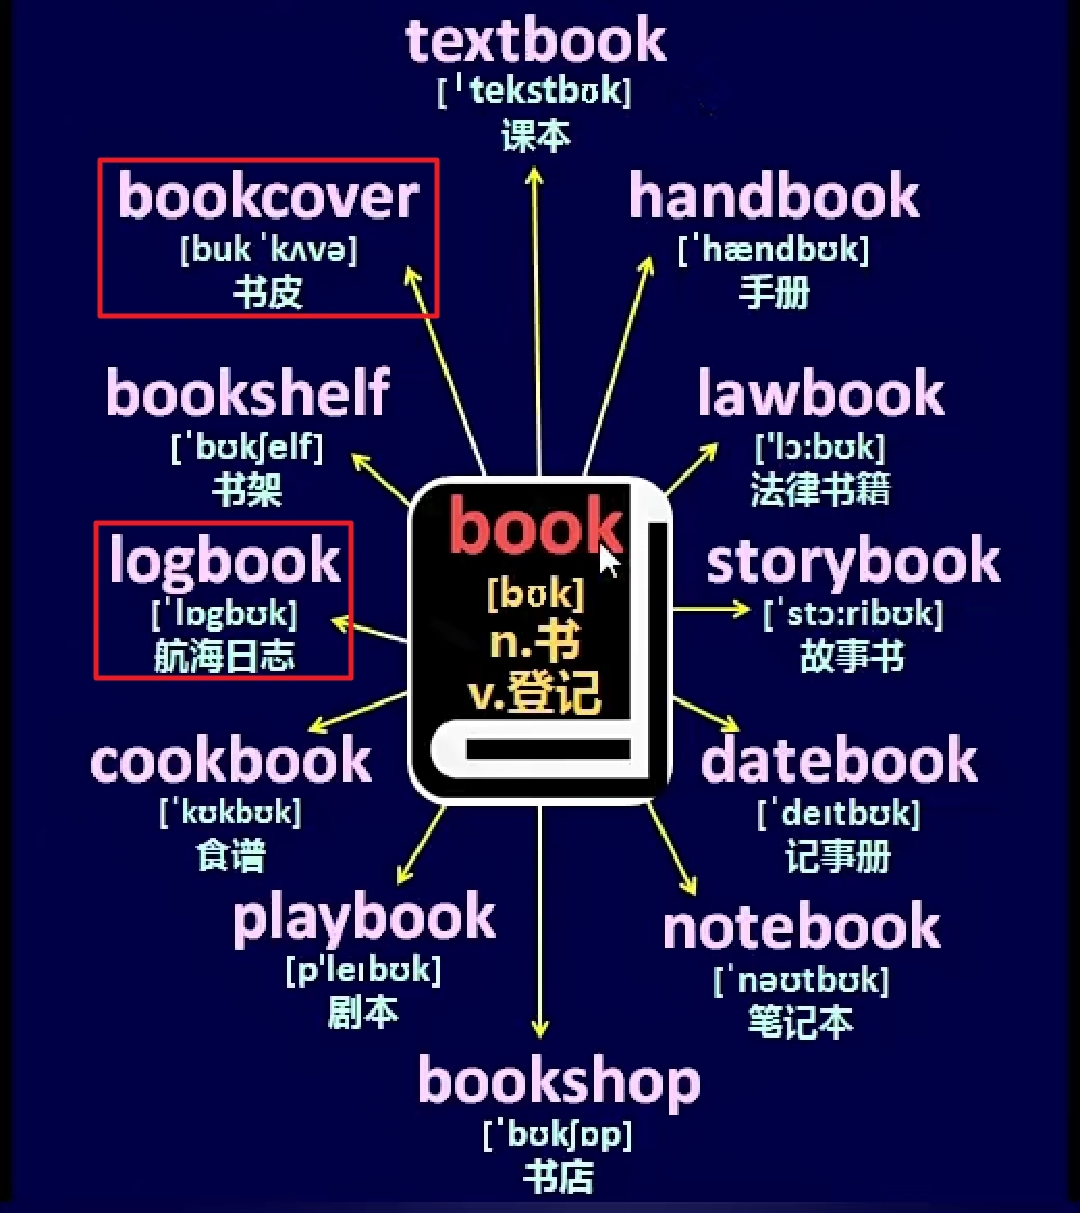 textbook
[ˈtekstbʊk]
课本
bookcover
[buk ˈkʌvə]
书皮
handbook
[ˈhændbʊk]
手册
bookshelf
[ˈbʊkʃelf]
书架
lawbook
['lɔ:bʊk]
法律书籍
book
[bʊk]
n.书
v.登记
logbook
[ˈlɒgbʊk]
航海日志
storybook
[ˈstɔ:ribʊk]
故事书
cookbook
[ˈkʊkbʊk]
食谱
datebook
[ˈdeɪtbʊk]
记事册
playbook
[p'leɪbʊk]
剧本
notebook
[ˈnəʊtbʊk]
笔记本
bookshop
[ˈbʊkʃɒp]
书店